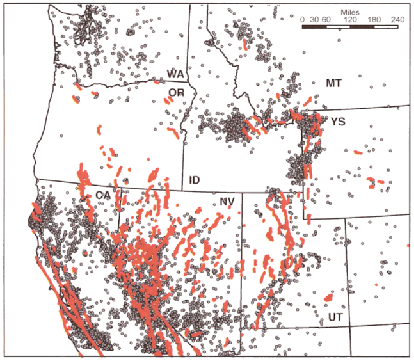 Miles
0 30 60 120 180 240
WA
OR
MT
YS
ID
CA
NV
UT